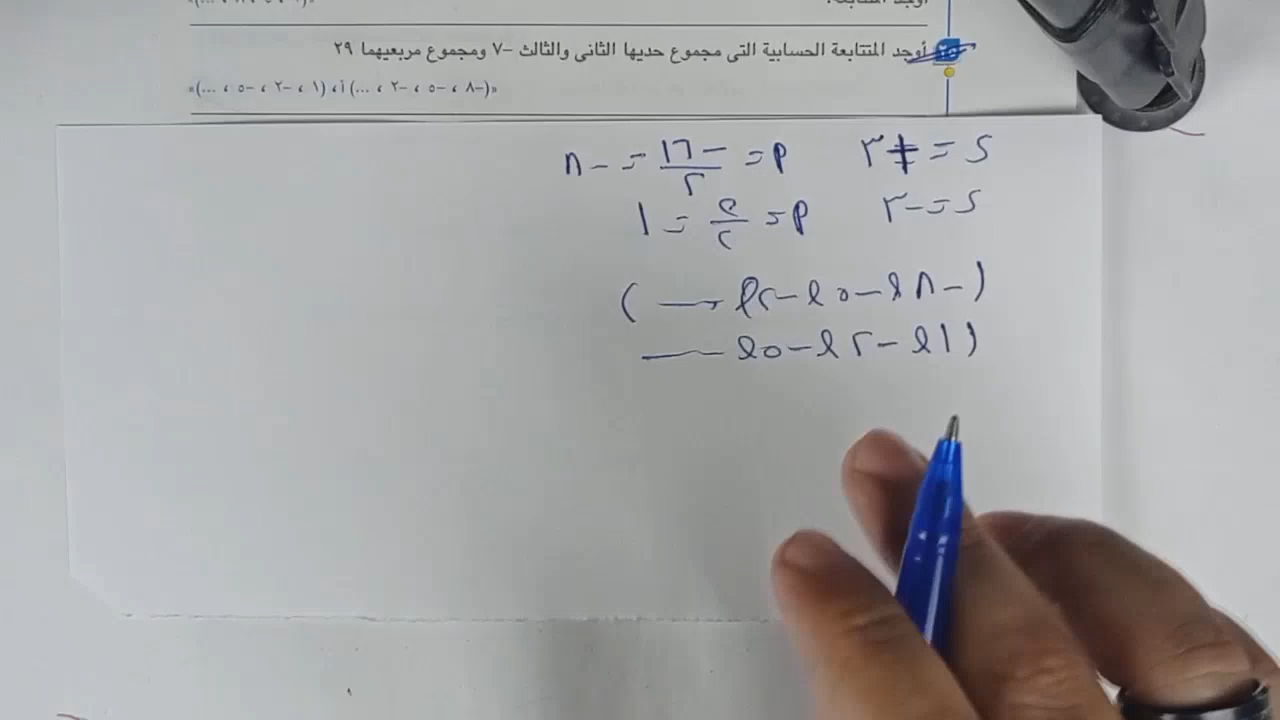 أوجد المتتابعة التى مجموع حديها الثانى والثالث -٧ ومجموع مربعيهما ٢٩
«(-٨ ، -٥ ، -٢ ، ...) ، أ (١ ، -٢ ، -٥ ، ...)»
د = + ٣    أ = -١٦/٢ = -٨
د = -٣    أ = ٢/٢ = ١
(-٨، -٥، -٢، ...)
(١، -٢، -٥، ...